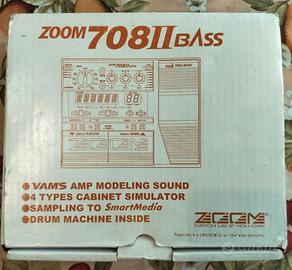 ZOOM 708II BASS
VAMS AMP MODELING SOUND
4 TYPES CABINET SIMULATOR
SAMPLING TO SmartMedia
DRUM MACHINE INSIDE
ZOOM
CATCH US IF YOU CAN